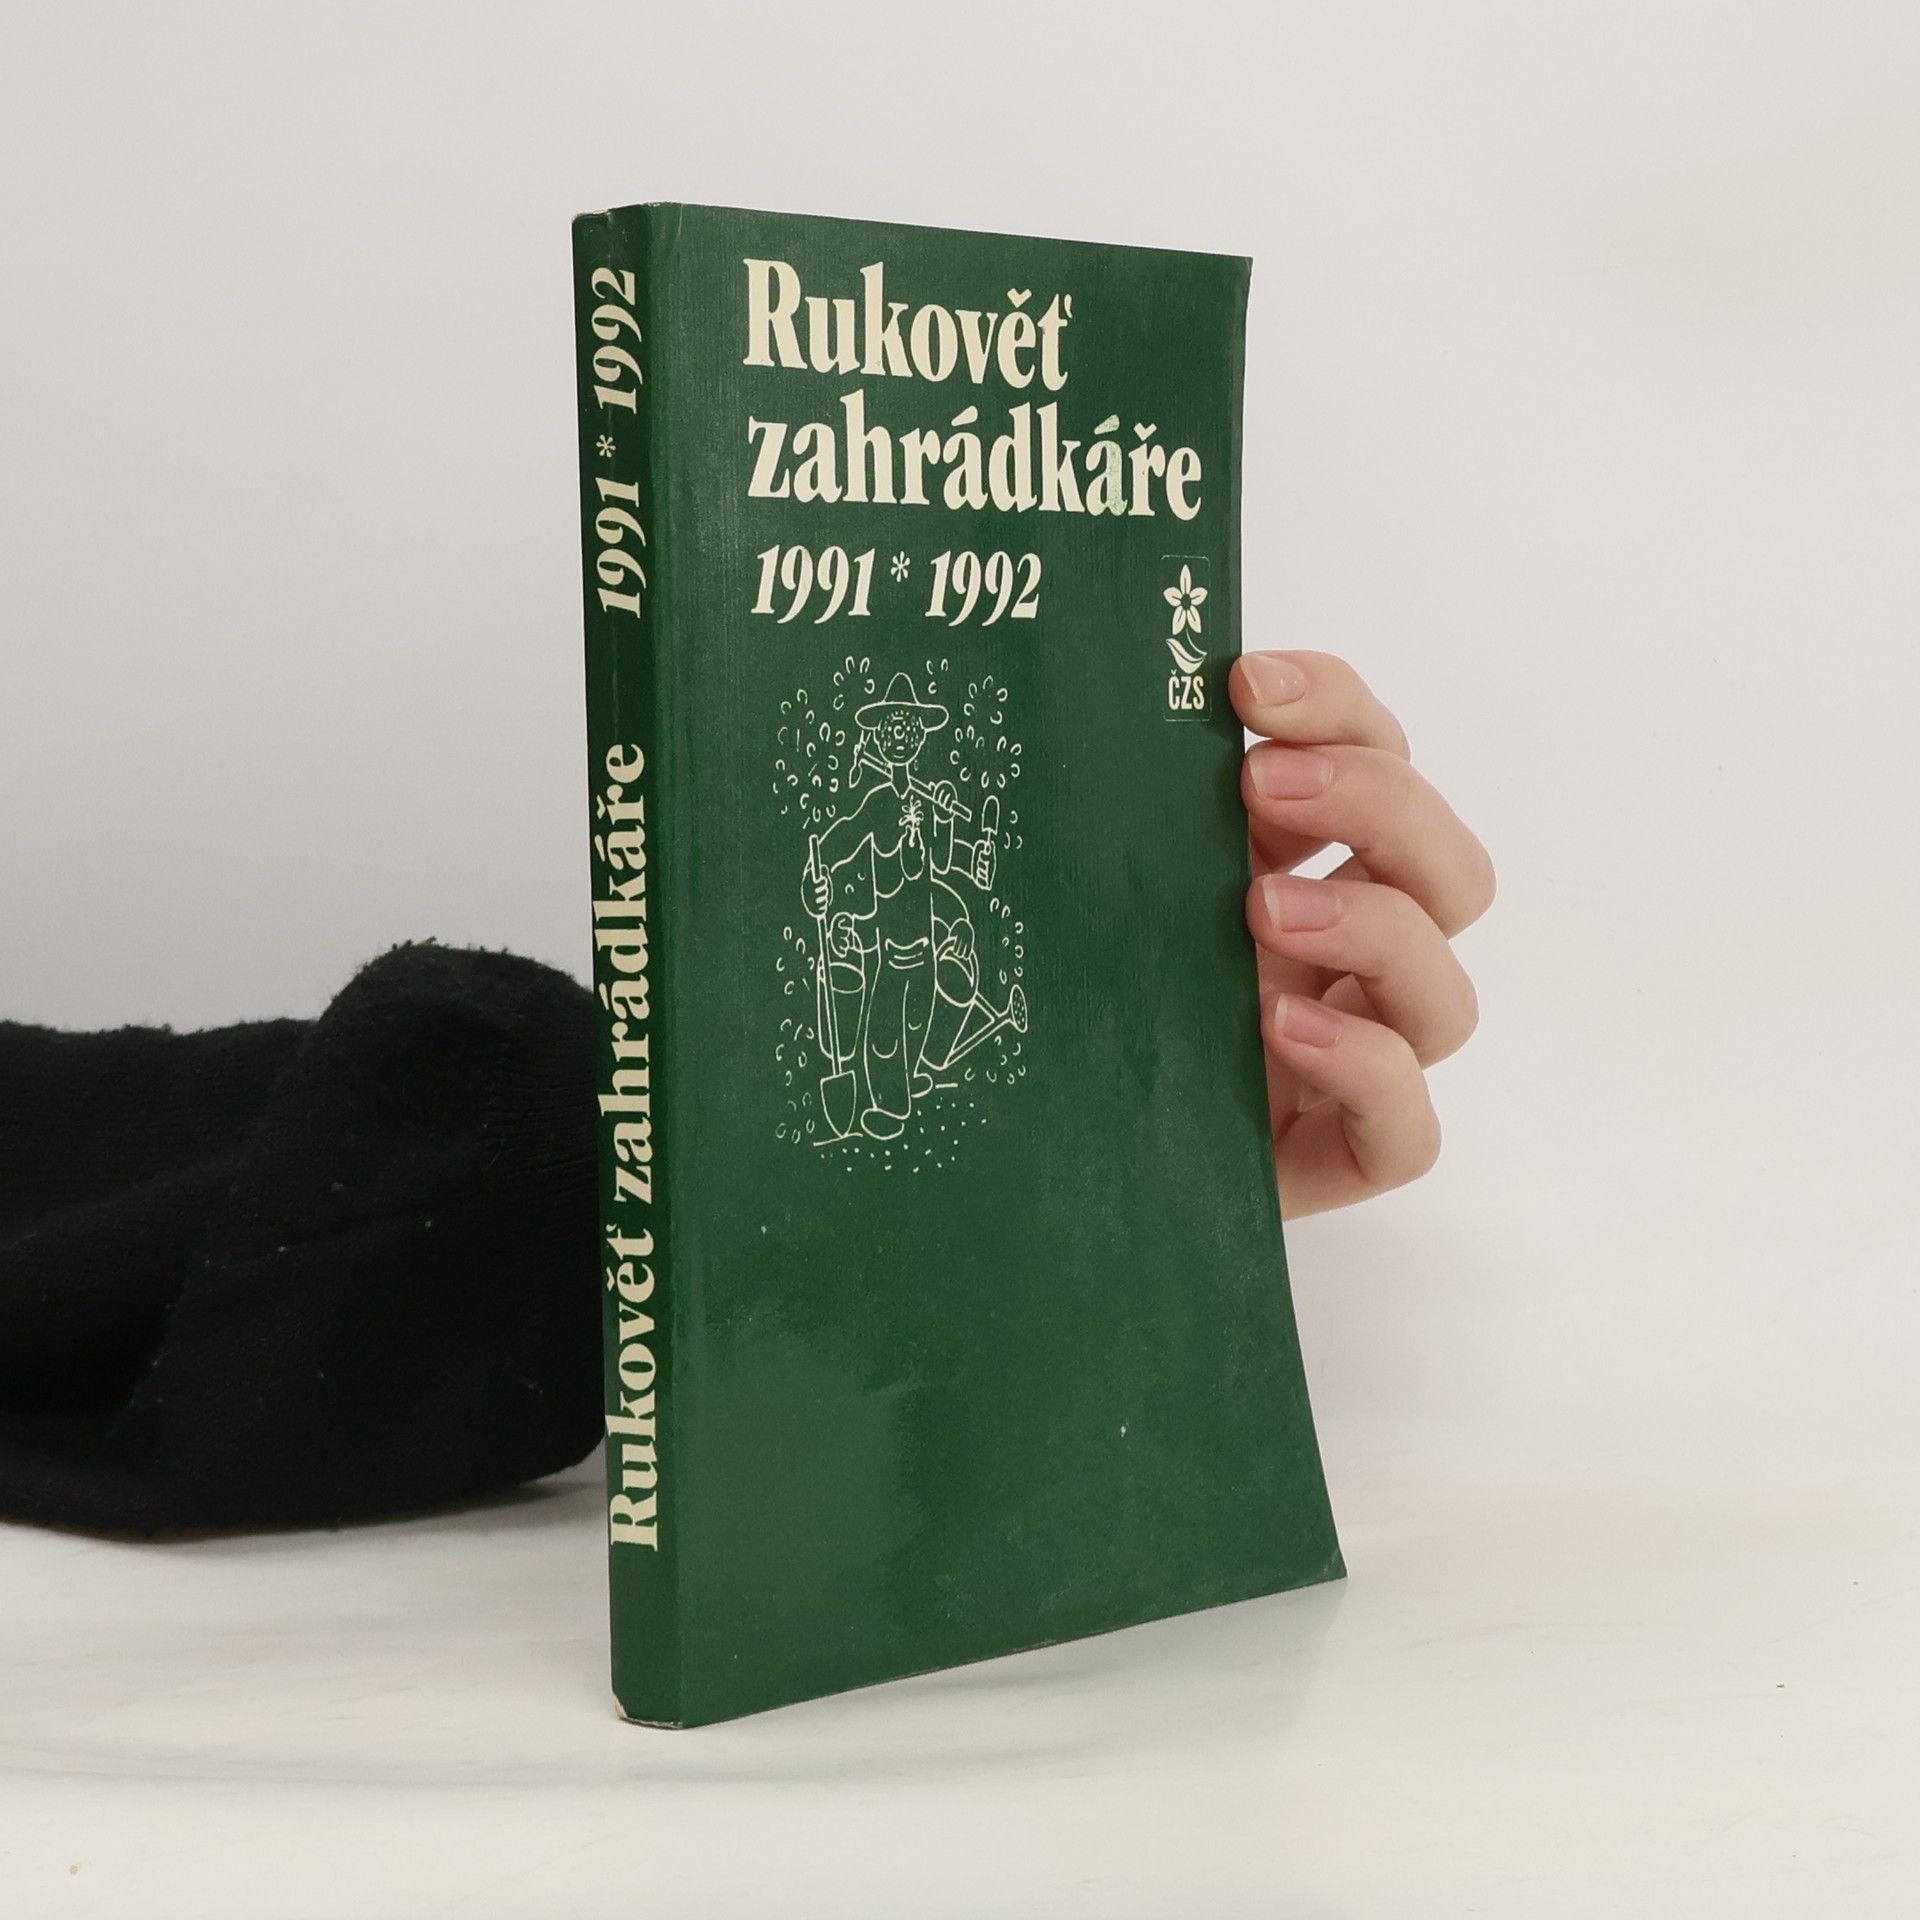 Rukověť
zahrádkáře
1991 * 1992
ČZS
Rukověť zahrádkáře 1991 * 1992